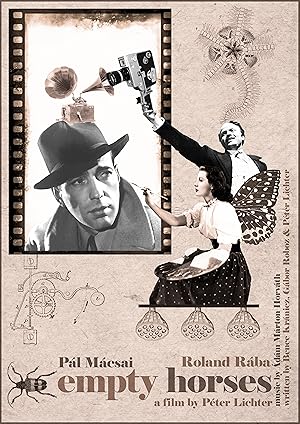 Pál Mácsai
Roland Rába
empty horses
a film by Péter Lichter
music by Ádám Márton Horváth
written by Bence Kránicz, Gábor Roboz & Péter Lichter